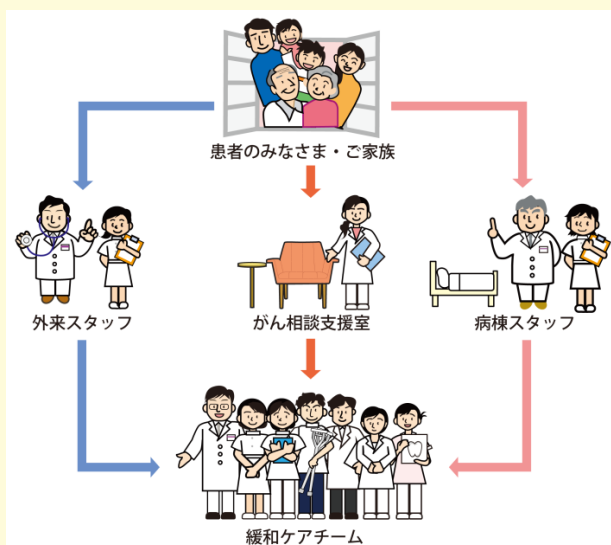 患者のみなさま・ご家族
外来スタッフ
がん相談支援室
病棟スタッフ
緩和ケアチーム